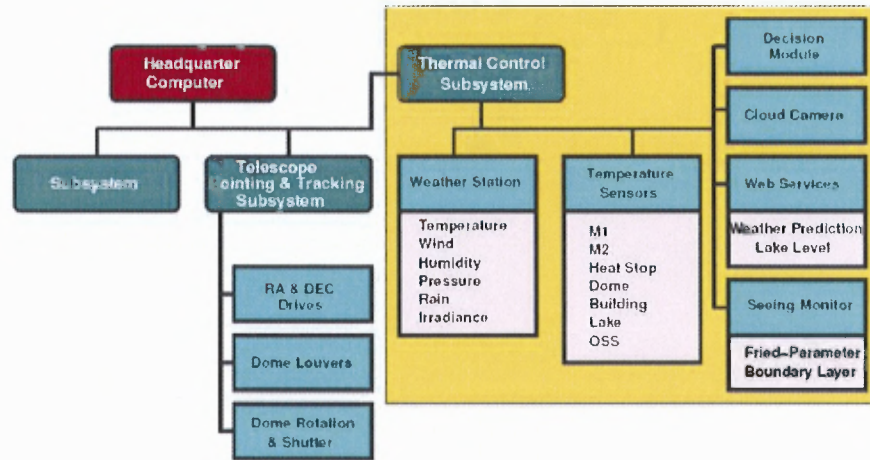 Headquarter
Computer
Thermal Control
Subsystem
Decision
Module
Cloud Camera
Subsystem
Telescope
Pointing & Tracking
Subsystem
Weather Station
Temperature
Wind
Humidity
Pressure
Rain
Irradiance
Temperature
Sensors
M1
M2
Heat Stop
Dome
Building
Lake
OSS
Web Services
Weather Prediction
Lake Level
Seeing Monitor
Fried-Parameter
Boundary Layer
RA & DEC
Drives
Dome Louvers
Dome Rotation
& Shutter